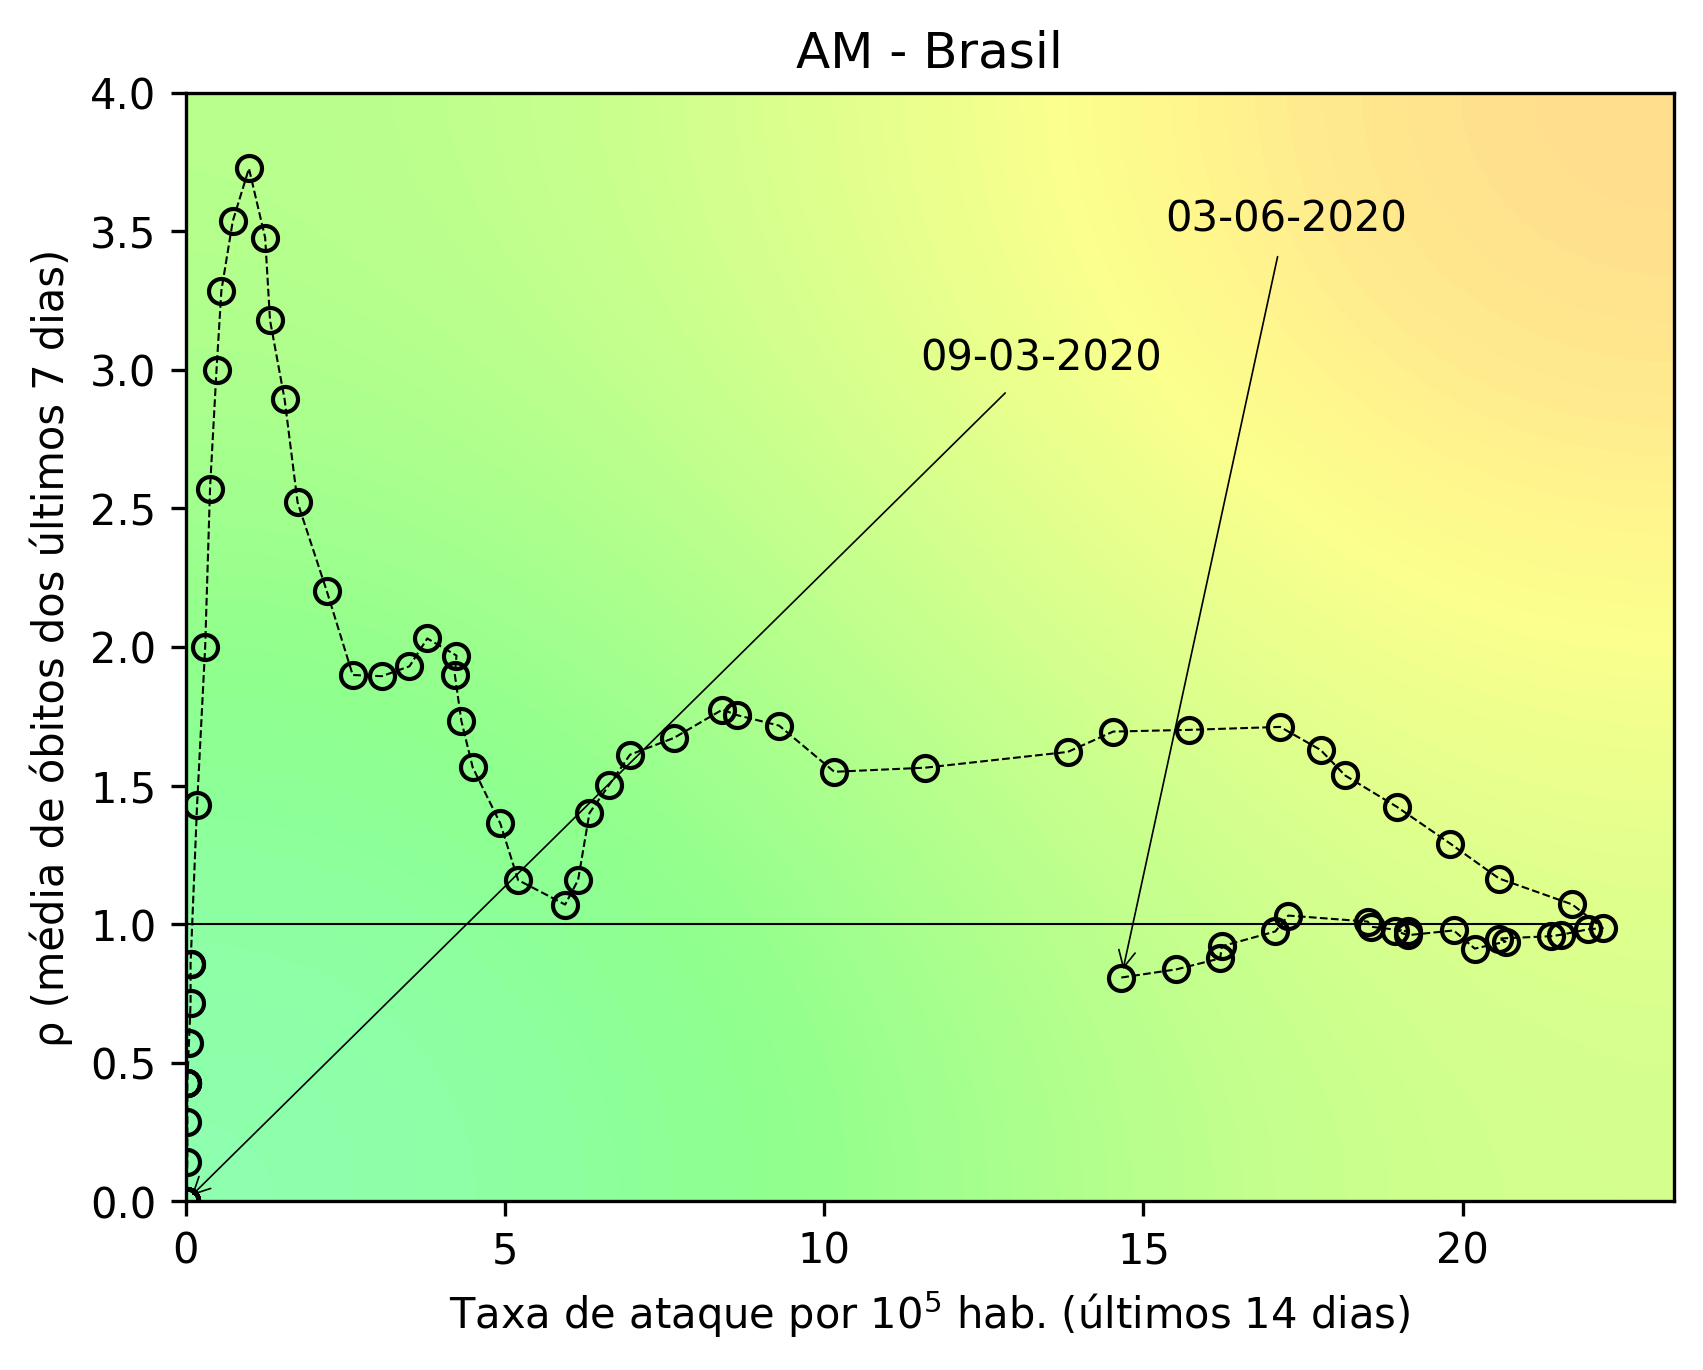 AM - Brasil
4.0
3.5
3.0
2.5
2.0
1.5
1.0
0.5
0.0
ρ (média de óbitos dos últimos 7 dias)
03-06-2020
09-03-2020
0 5 10 15 20
Taxa de ataque por 10⁵ hab. (últimos 14 dias)